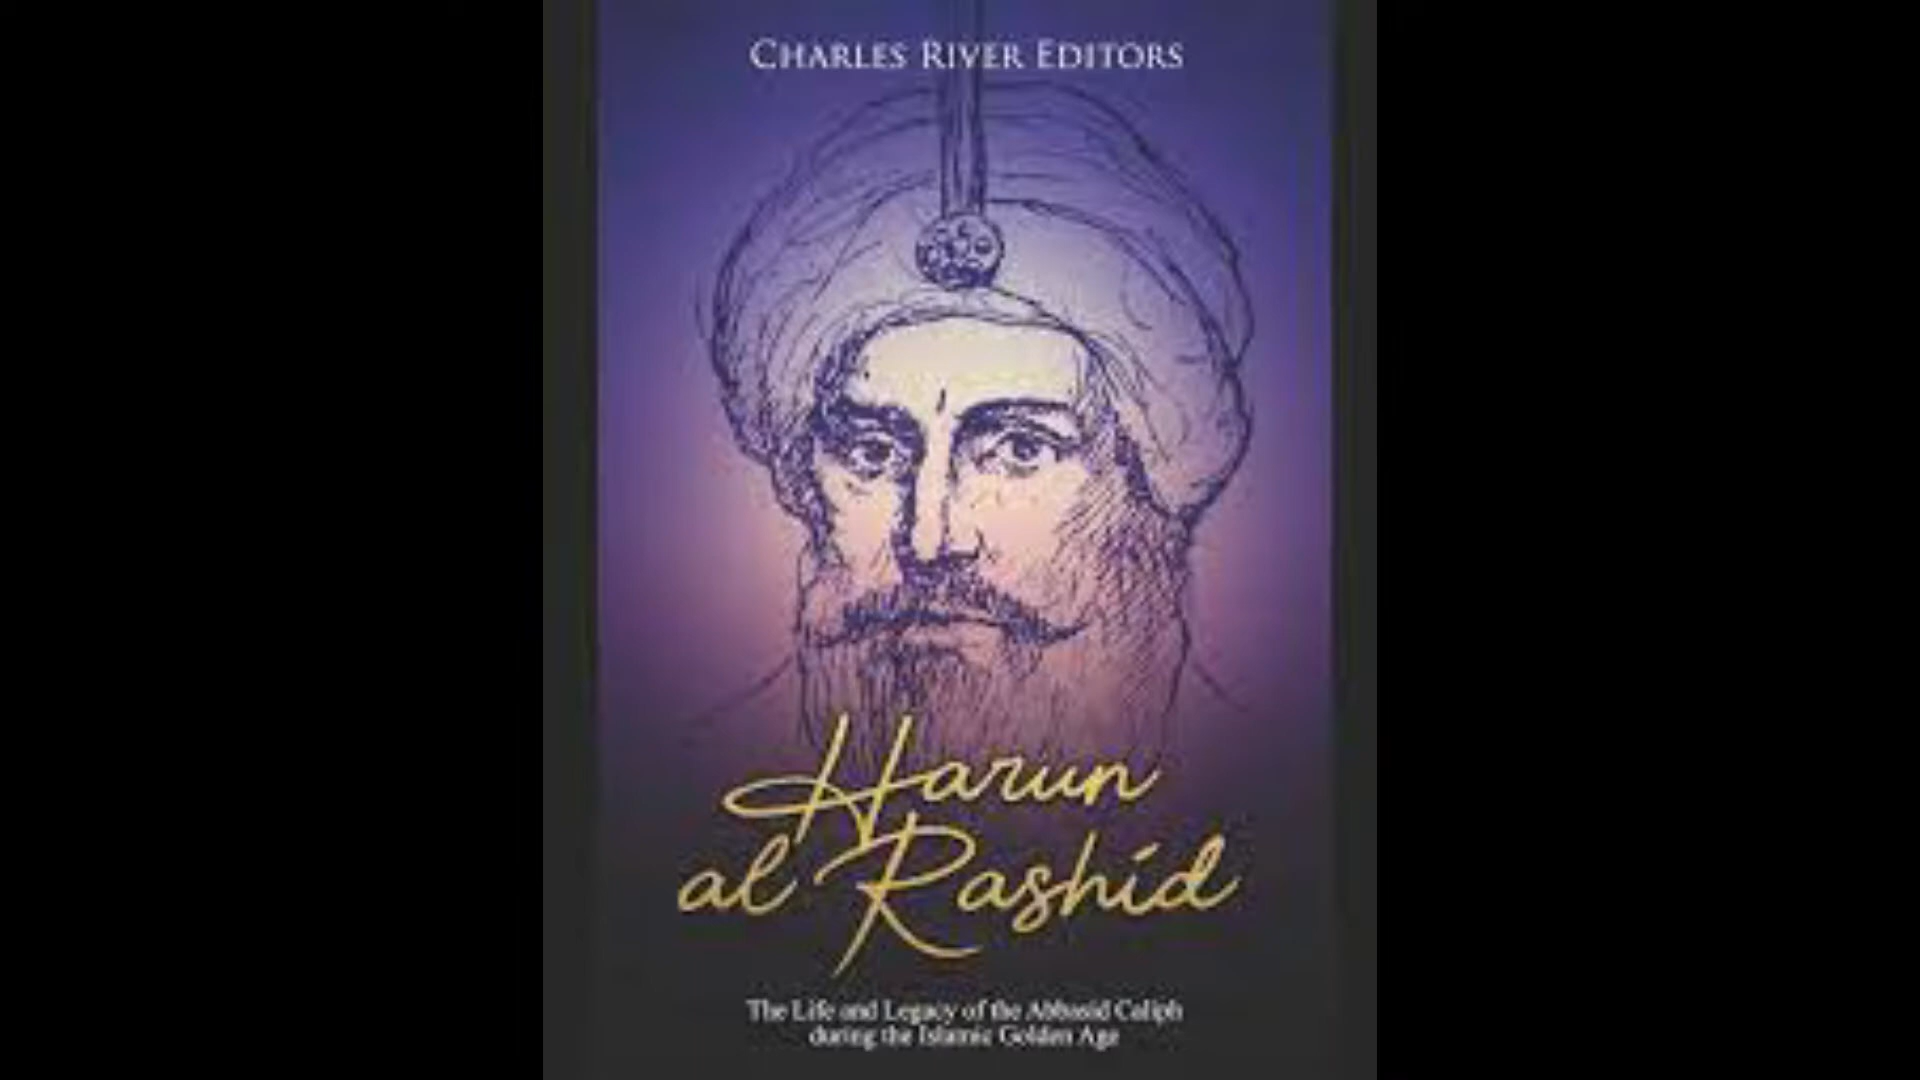 CHARLES RIVER EDITORS
Harun
al Rashid
The Life and Legacy of the Abbasid Caliph
during the Islamic Golden Age